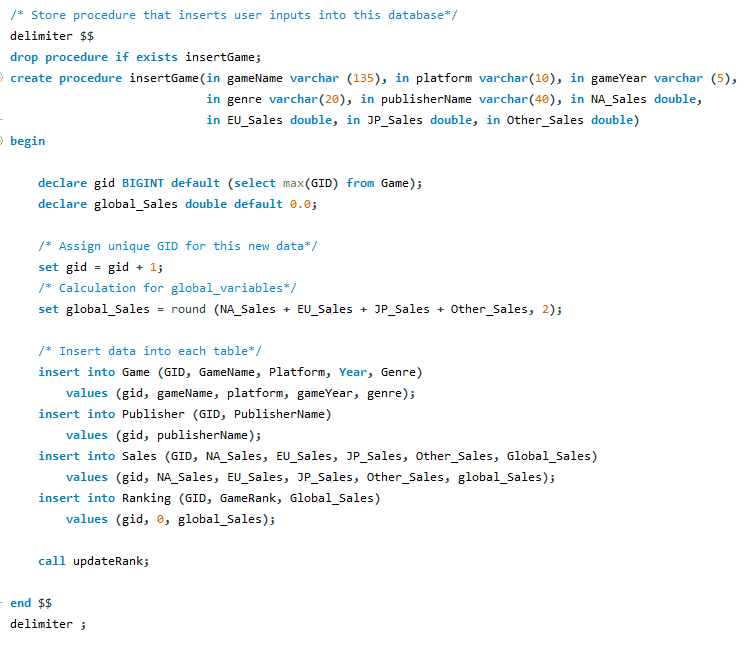 /* Store procedure that inserts user inputs into this database*/
delimiter $$
drop procedure if exists insertGame;
create procedure insertGame(in gameName varchar (135), in platform varchar(10), in gameYear varchar (5),
in genre varchar(20), in publisherName varchar(40), in NA_Sales double,
in EU_Sales double, in JP_Sales double, in Other_Sales double)
begin
declare gid BIGINT default (select max(GID) from Game);
declare global_Sales double default 0.0;
/* Assign unique GID for this new data*/
set gid = gid + 1;
/* Calculation for global_variables*/
set global_Sales = round (NA_Sales + EU_Sales + JP_Sales + Other_Sales, 2);
/* Insert data into each table*/
insert into Game (GID, GameName, Platform, Year, Genre)
values (gid, gameName, platform, gameYear, genre);
insert into Publisher (GID, PublisherName)
values (gid, publisherName);
insert into Sales (GID, NA_Sales, EU_Sales, JP_Sales, Other_Sales, Global_Sales)
values (gid, NA_Sales, EU_Sales, JP_Sales, Other_Sales, global_Sales);
insert into Ranking (GID, GameRank, Global_Sales)
values (gid, 0, global_Sales);
call updateRank;
end $$
delimiter ;